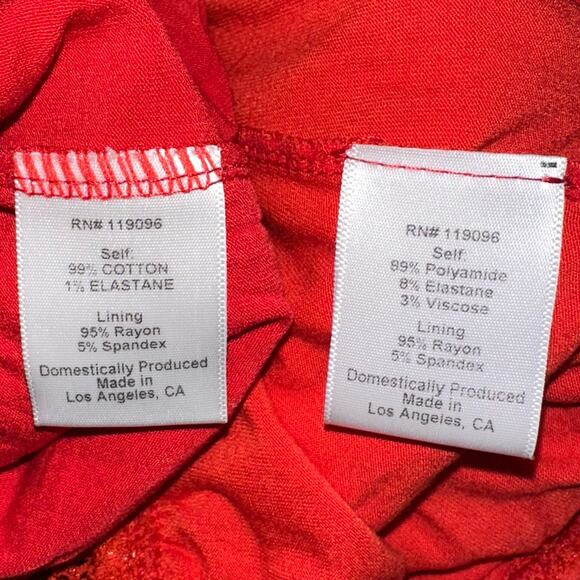 RN# 119096
Self:
99% COTTON
1% ELASTANE
Lining
95% Rayon
5% Spandex
Domestically Produced
Made in
Los Angeles, CA
RN# 119096
Self:
89% Polyamide
8% Elastane
3% Viscose
Lining
95% Rayon
5% Spandex
Domestically Produced
Made in
Los Angeles, CA